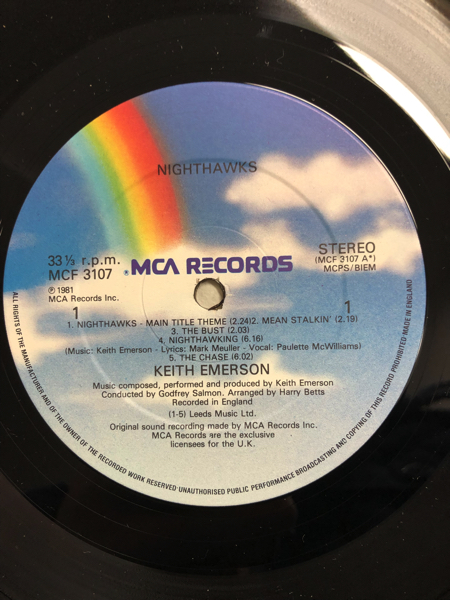 NIGHTHAWKS
33⅓ r.p.m.
MCF 3107
℗ 1981
MCA Records Inc.
MCA RECORDS
STEREO
(MCF 3107 A*)
MCPS/BIEM
1
1
1. NIGHTHAWKS - MAIN TITLE THEME (2.24) 2. MEAN STALKIN' (2.19)
3. THE BUST (2.03)
4. NIGHTHAWKING (6.16)
(Music: Keith Emerson - Lyrics: Mark Meuller - Vocal: Paulette McWilliams)
5. THE CHASE (6.02)
KEITH EMERSON
Music composed, performed and produced by Keith Emerson
Conducted by Godfrey Salmon. Arranged by Harry Betts
Recorded in England
(1-5) Leeds Music Ltd.
Original sound recording made by MCA Records Inc.
MCA Records are the exclusive
licensees for the U.K.
ALL RIGHTS OF THE MANUFACTURER AND OF THE OWNER OF THE RECORDED WORK RESERVED·UNAUTHORISED PUBLIC PERFORMANCE BROADCASTING AND COPYING OF THIS RECORD PROHIBITED MADE IN ENGLAND